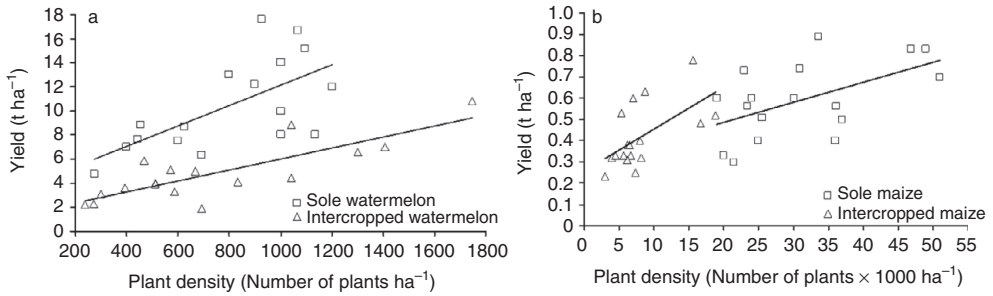 a
18
16
14
12
10
8
6
4
2
0
Yield (t ha⁻¹)
200 400 600 800 1000 1200 1400 1600 1800
Plant density (Number of plants ha⁻¹)
Sole watermelon
Intercropped watermelon
b
1.0
0.9
0.8
0.7
0.6
0.5
0.4
0.3
0.2
0.1
0
Yield (t ha⁻¹)
0 5 10 15 20 25 30 35 40 45 50 55
Plant density (Number of plants × 1000 ha⁻¹)
Sole maize
Intercropped maize